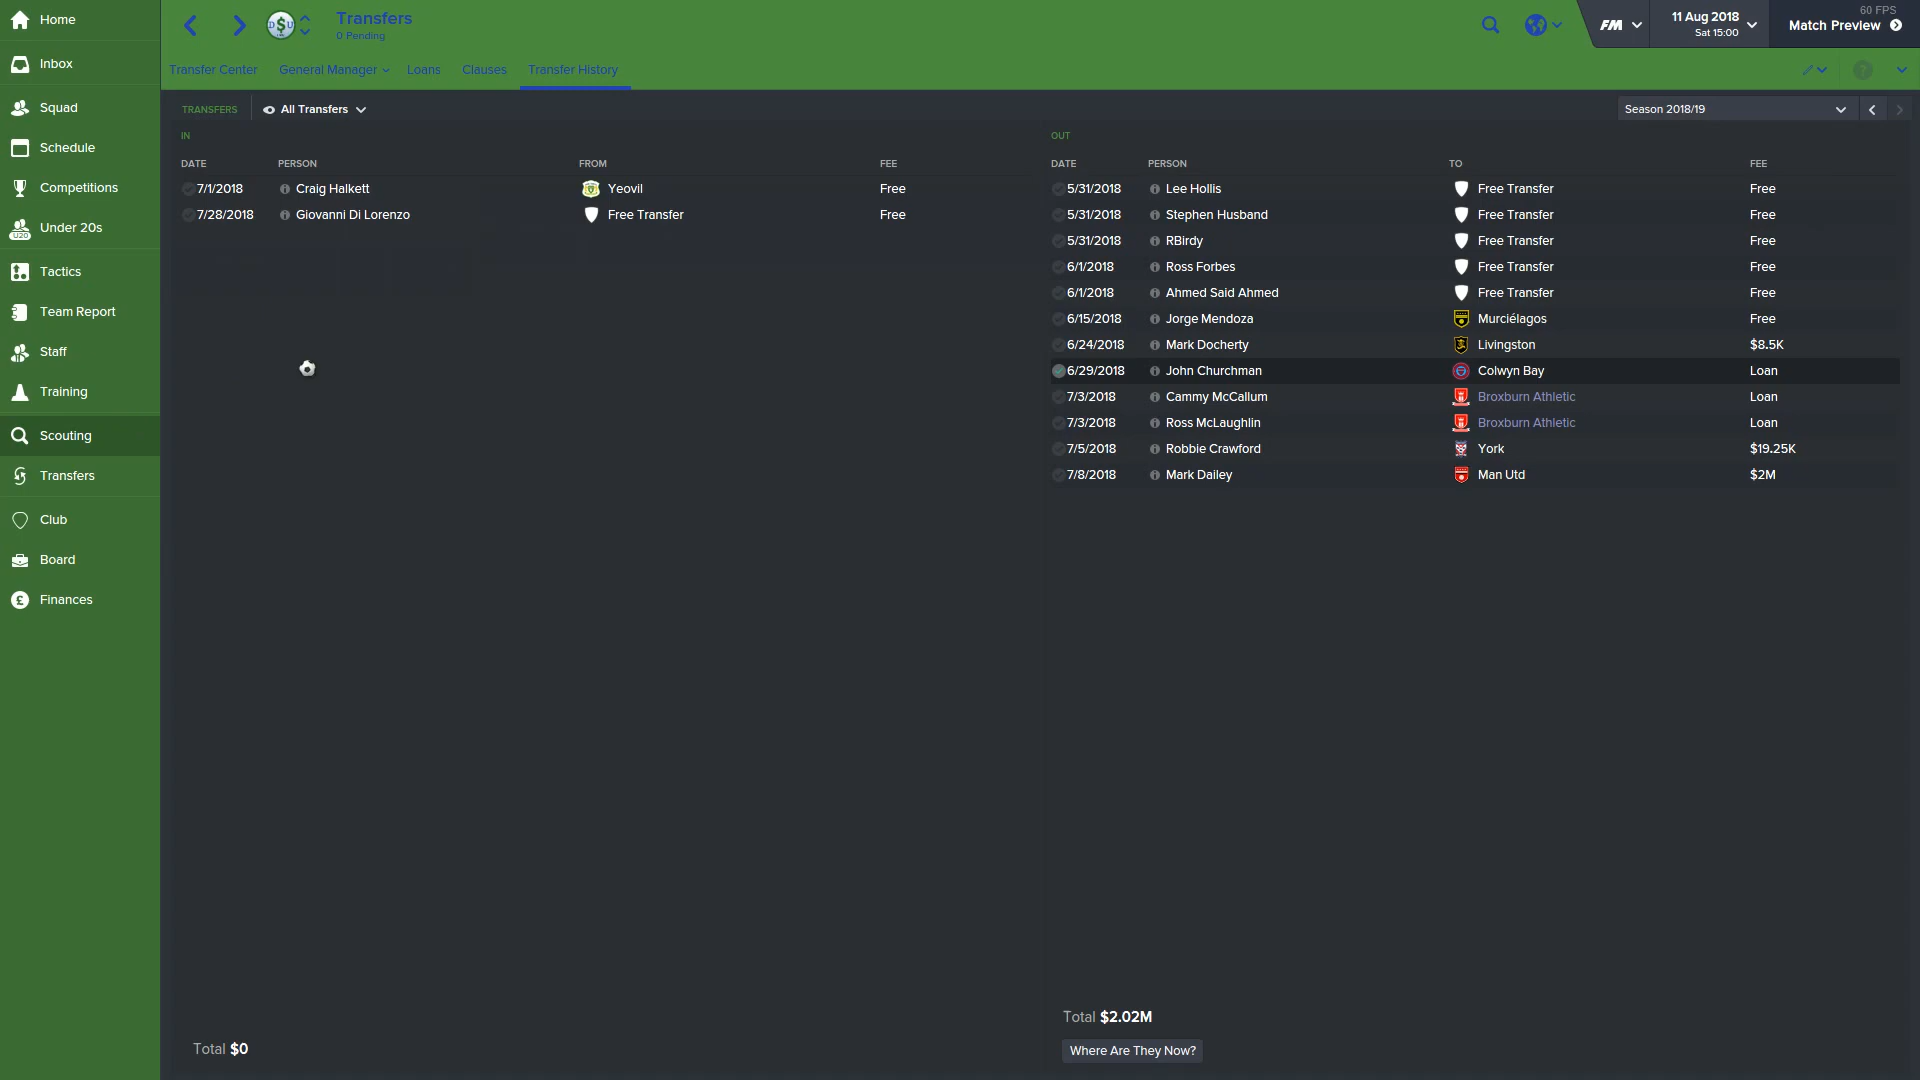 Home
Inbox
Squad
Schedule
Competitions
U20
Under 20s
Tactics
Team Report
Staff
Training
Scouting
Transfers
Club
Board
Finances
Transfers
0 Pending
FM
11 Aug 2018
Sat 15:00
60 FPS
Match Preview
Transfer Center General Manager Loans Clauses Transfer History
TRANSFERS All Transfers Season 2018/19
IN
DATE PERSON FROM FEE
7/1/2018 Craig Halkett Yeovil Free
7/28/2018 Giovanni Di Lorenzo Free Transfer Free
Total $0
OUT
DATE PERSON TO FEE
5/31/2018 Lee Hollis Free Transfer Free
5/31/2018 Stephen Husband Free Transfer Free
5/31/2018 RBirdy Free Transfer Free
6/1/2018 Ross Forbes Free Transfer Free
6/1/2018 Ahmed Said Ahmed Free Transfer Free
6/15/2018 Jorge Mendoza Murciélagos Free
6/24/2018 Mark Docherty Livingston $8.5K
6/29/2018 John Churchman Colwyn Bay Loan
7/3/2018 Cammy McCallum Broxburn Athletic Loan
7/3/2018 Ross McLaughlin Broxburn Athletic Loan
7/5/2018 Robbie Crawford York $19.25K
7/8/2018 Mark Dailey Man Utd $2M
Total $2.02M
Where Are They Now?